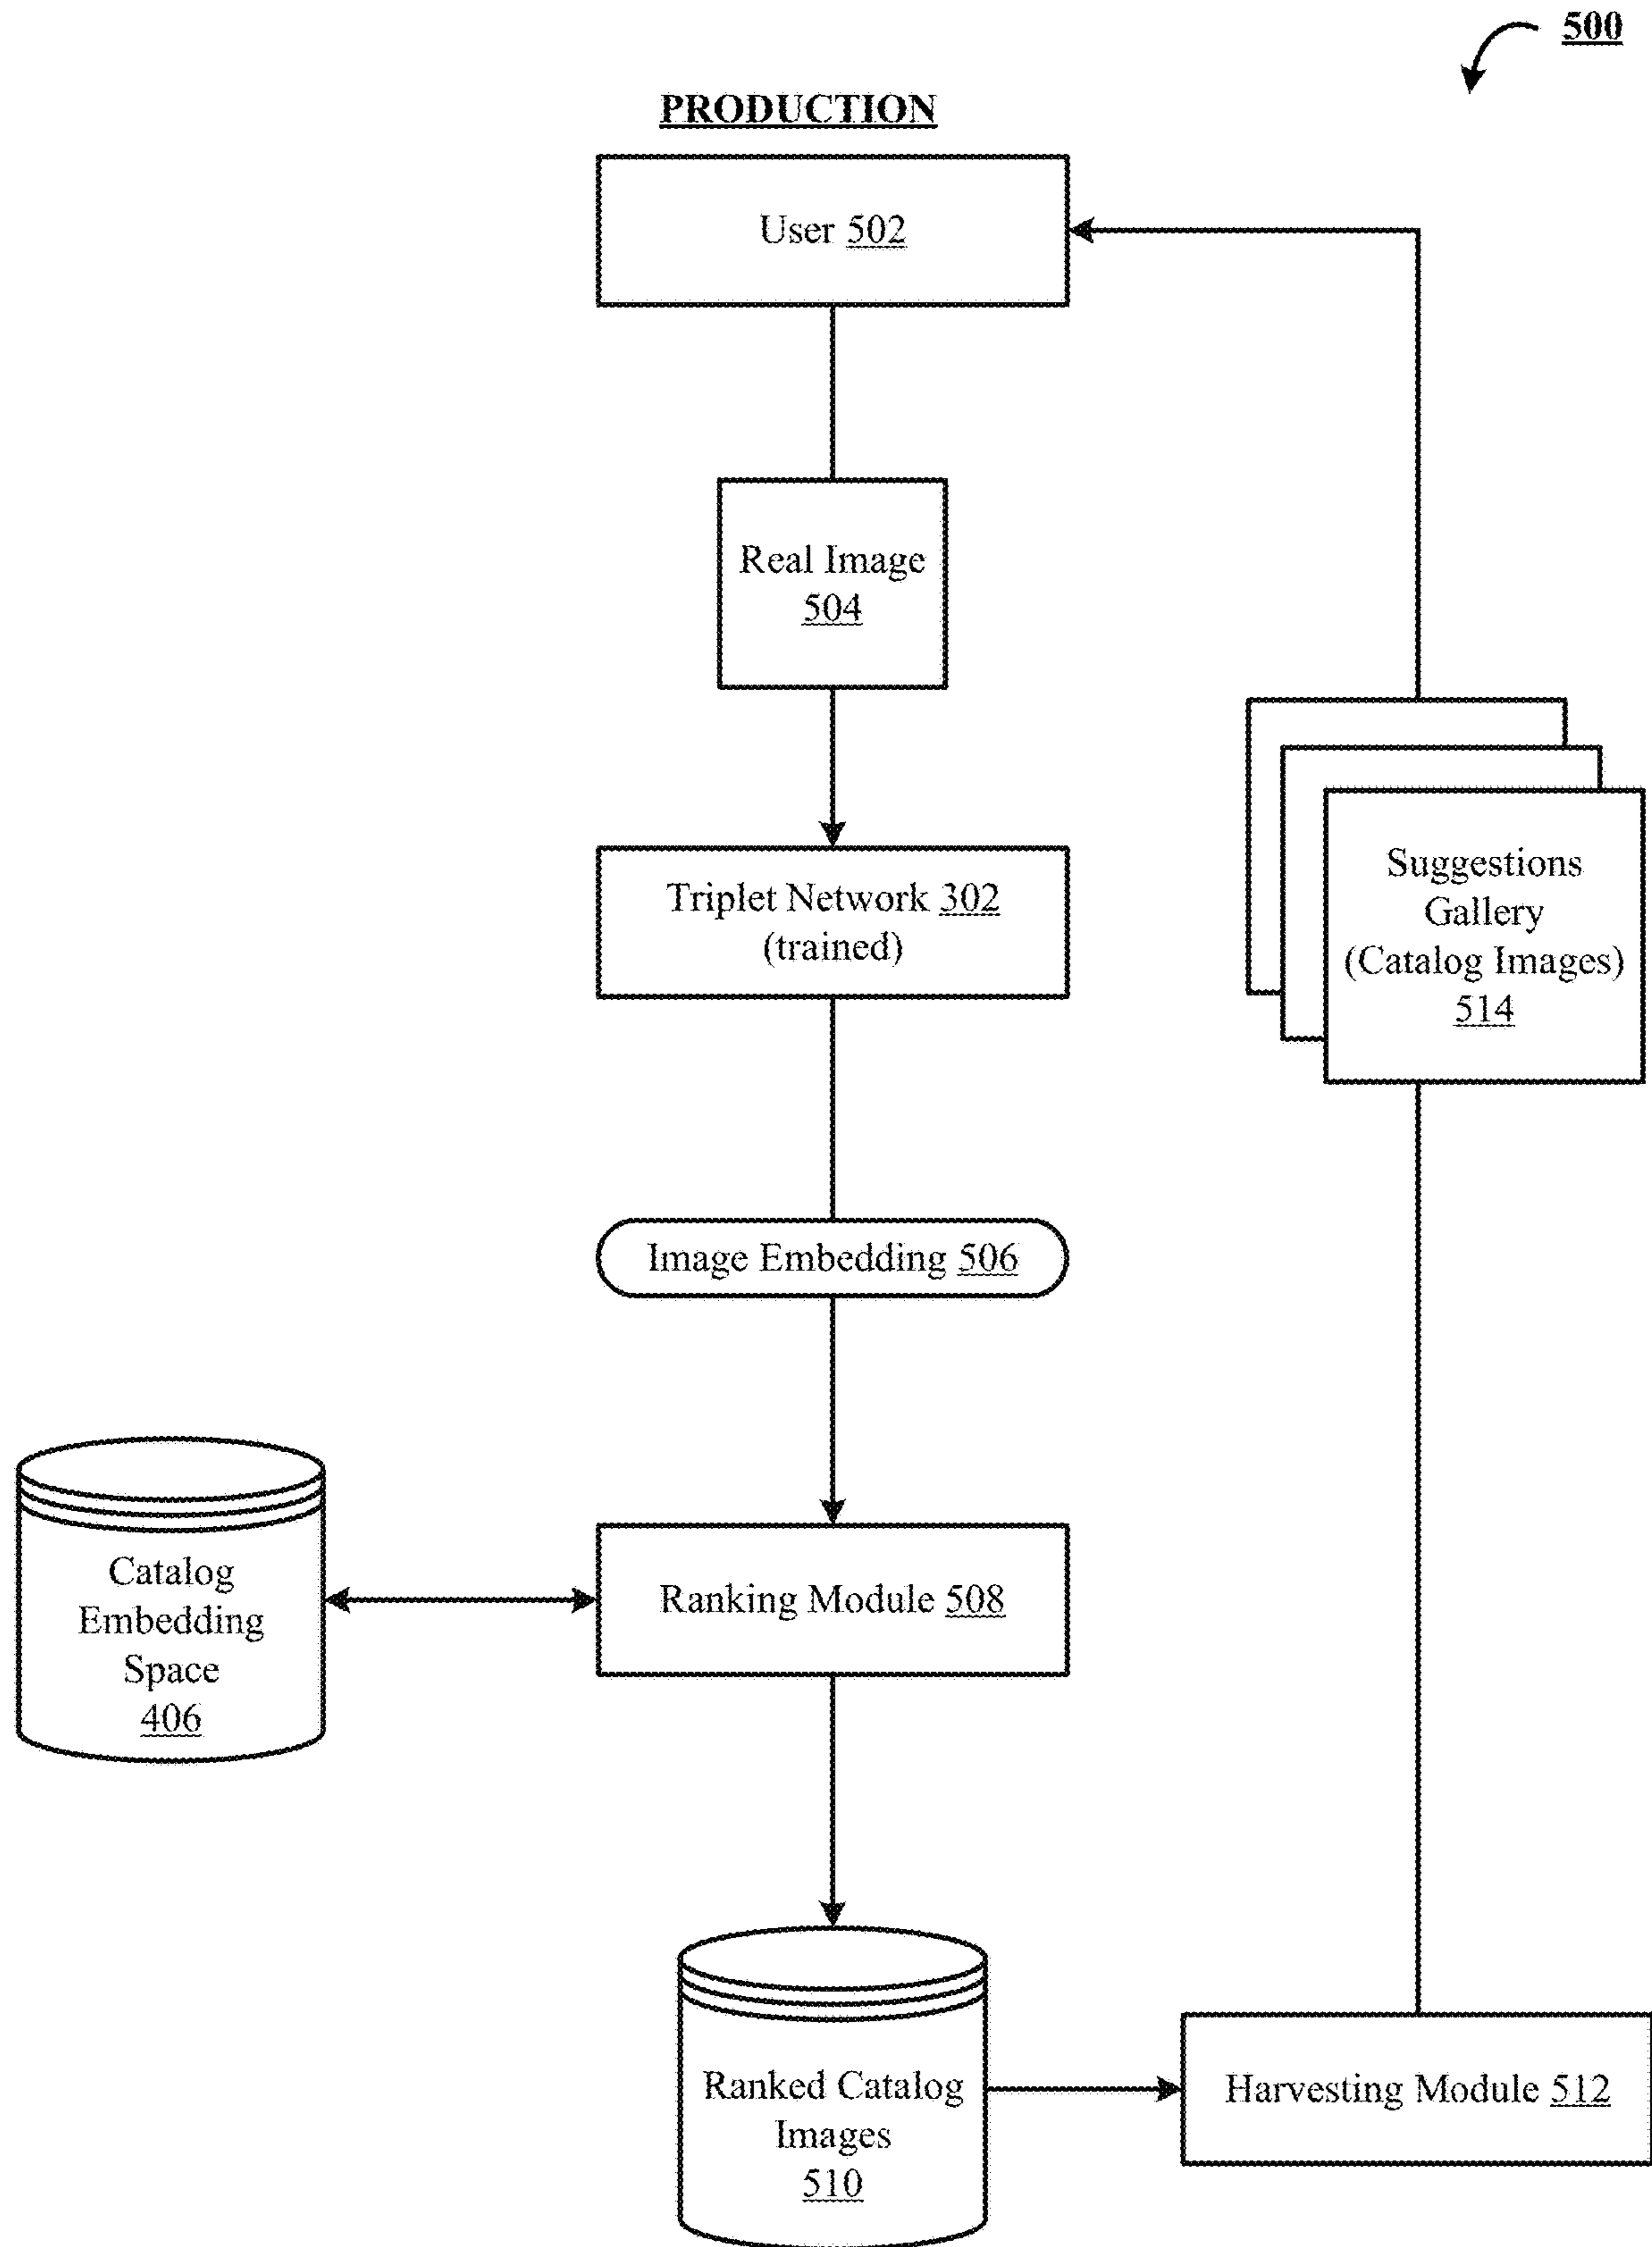 500
PRODUCTION
User 502
Real Image
504
Triplet Network 302
(trained)
Suggestions
Gallery
(Catalog Images)
514
Image Embedding 506
Catalog
Embedding
Space
406
Ranking Module 508
Ranked Catalog
Images
510
Harvesting Module 512